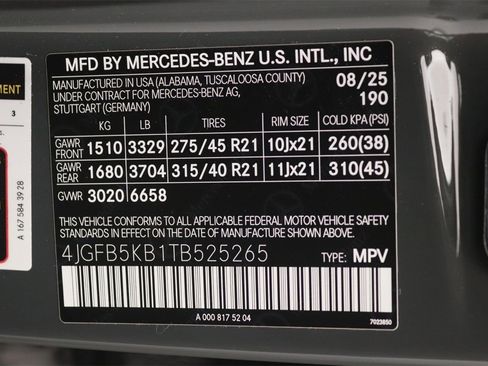 MFD BY MERCEDES-BENZ U.S. INTL., INC
MANUFACTURED IN USA (ALABAMA, TUSCALOOSA COUNTY)
UNDER CONTRACT FOR MERCEDES-BENZ AG,
STUTTGART (GERMANY)
08/25
190
KG LB TIRES RIM SIZE COLD KPA(PSI)
GAWR FRONT 1510 3329 275/45 R21 10Jx21 260(38)
GAWR REAR 1680 3704 315/40 R21 11Jx21 310(45)
GVWR 3020 6658
THIS VEHICLE CONFORMS TO ALL APPLICABLE FEDERAL MOTOR VEHICLE SAFETY
STANDARDS IN EFFECT ON THE DATE OF MANUFACTURE SHOWN ABOVE.
4JGFB5KB1TB525265 TYPE: MPV
A 000 817 52 04
7023850
MENT
3
A 167 584 39 28